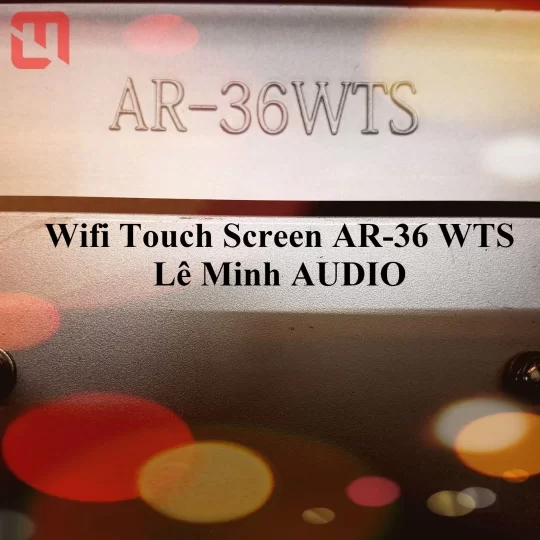 AR-36WTS
Wifi Touch Screen AR-36 WTS
Lê Minh AUDIO